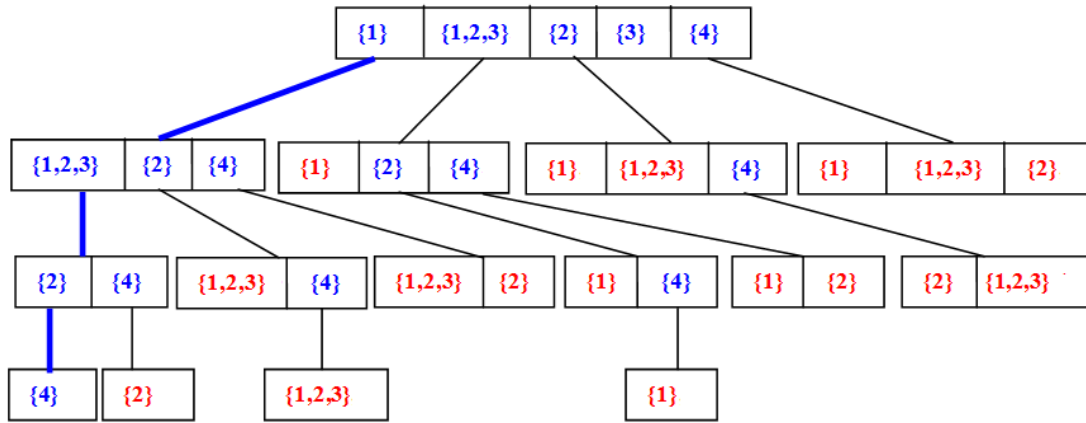 {1} {1,2,3} {2} {3} {4}
{1,2,3} {2} {4} {1} {2} {4} {1} {1,2,3} {4} {1} {1,2,3} {2}
{2} {4} {1,2,3} {4} {1,2,3} {2} {1} {4} {1} {2} {2} {1,2,3}
{4} {2} {1,2,3} {1}